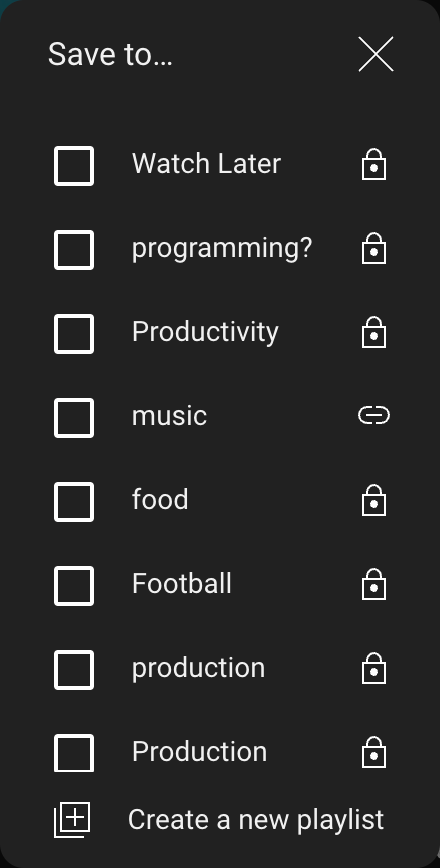 Save to...
Watch Later
programming?
Productivity
music
food
Football
production
Production
Create a new playlist